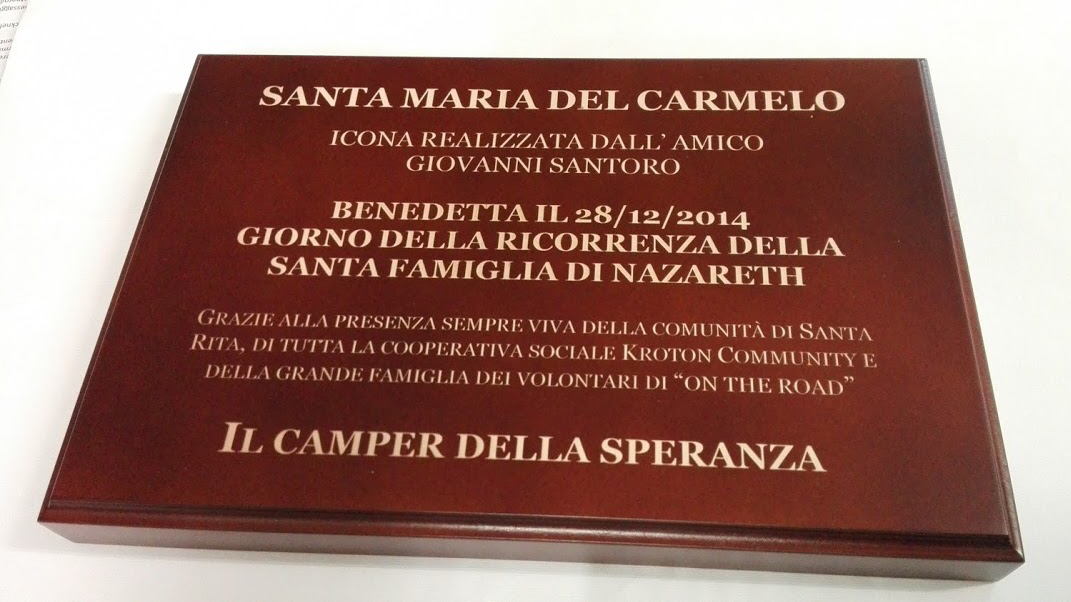 SANTA MARIA DEL CARMELO
ICONA REALIZZATA DALL' AMICO
GIOVANNI SANTORO
BENEDETTA IL 28/12/2014
GIORNO DELLA RICORRENZA DELLA
SANTA FAMIGLIA DI NAZARETH
GRAZIE ALLA PRESENZA SEMPRE VIVA DELLA COMUNITÀ DI SANTA
RITA, DI TUTTA LA COOPERATIVA SOCIALE KROTON COMMUNITY E
DELLA GRANDE FAMIGLIA DEI VOLONTARI DI “ON THE ROAD”
IL CAMPER DELLA SPERANZA